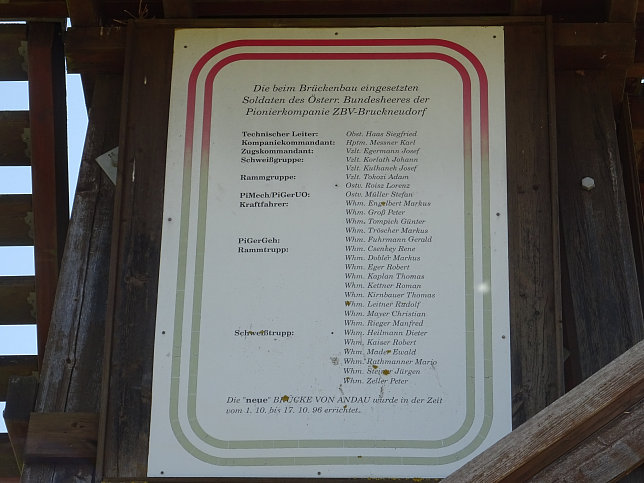 Die beim Brückenbau eingesetzten
Soldaten des Österr. Bundesheeres der
Pionierkompanie ZBV-Bruckneudorf
Technischer Leiter: Obst. Haas Siegfried
Kompaniekommandant: Hptm. Messner Karl
Zugskommandant: Vzlt. Egermann Josef
Schweißgruppe: Vzlt. Korlath Johann
Vzlt. Kulhanek Josef
Rammgruppe: Vzlt. Tokozi Adam
Ostv. Roisz Lorenz
PiMech/PiGerUO: Ostv. Müller Stefan
Kraftfahrer: Whm. Engelbert Markus
Whm. Groß Peter
Whm. Tompich Günter
Whm. Tröscher Markus
PiGerGeh: Whm. Fuhrmann Gerald
Rammtrupp: Whm. Csenkey Rene
Whm. Dobler Markus
Whm. Eger Robert
Whm. Kaplan Thomas
Whm. Kettner Roman
Whm. Kirnbauer Thomas
Whm. Leitner Rudolf
Whm. Mayer Christian
Whm. Rieger Manfred
Schweißtrupp: Whm. Heilmann Dieter
Whm. Kaiser Robert
Whm. Mader Ewald
Whm. Rathmanner Mario
Whm. Steiner Jürgen
Whm. Zeller Peter
Die "neue" BRÜCKE VON ANDAU wurde in der Zeit
vom 1. 10. bis 17. 10. 96 errichtet.